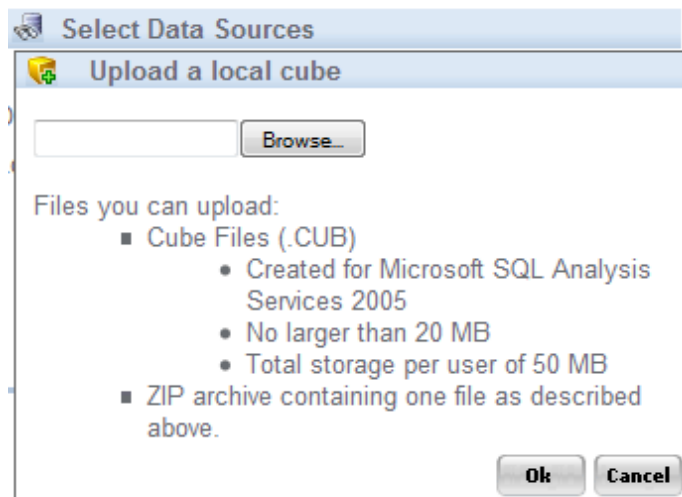 Select Data Sources
Upload a local cube
Browse...
Files you can upload:
■ Cube Files (.CUB)
• Created for Microsoft SQL Analysis
Services 2005
• No larger than 20 MB
• Total storage per user of 50 MB
■ ZIP archive containing one file as described
above.
Ok Cancel